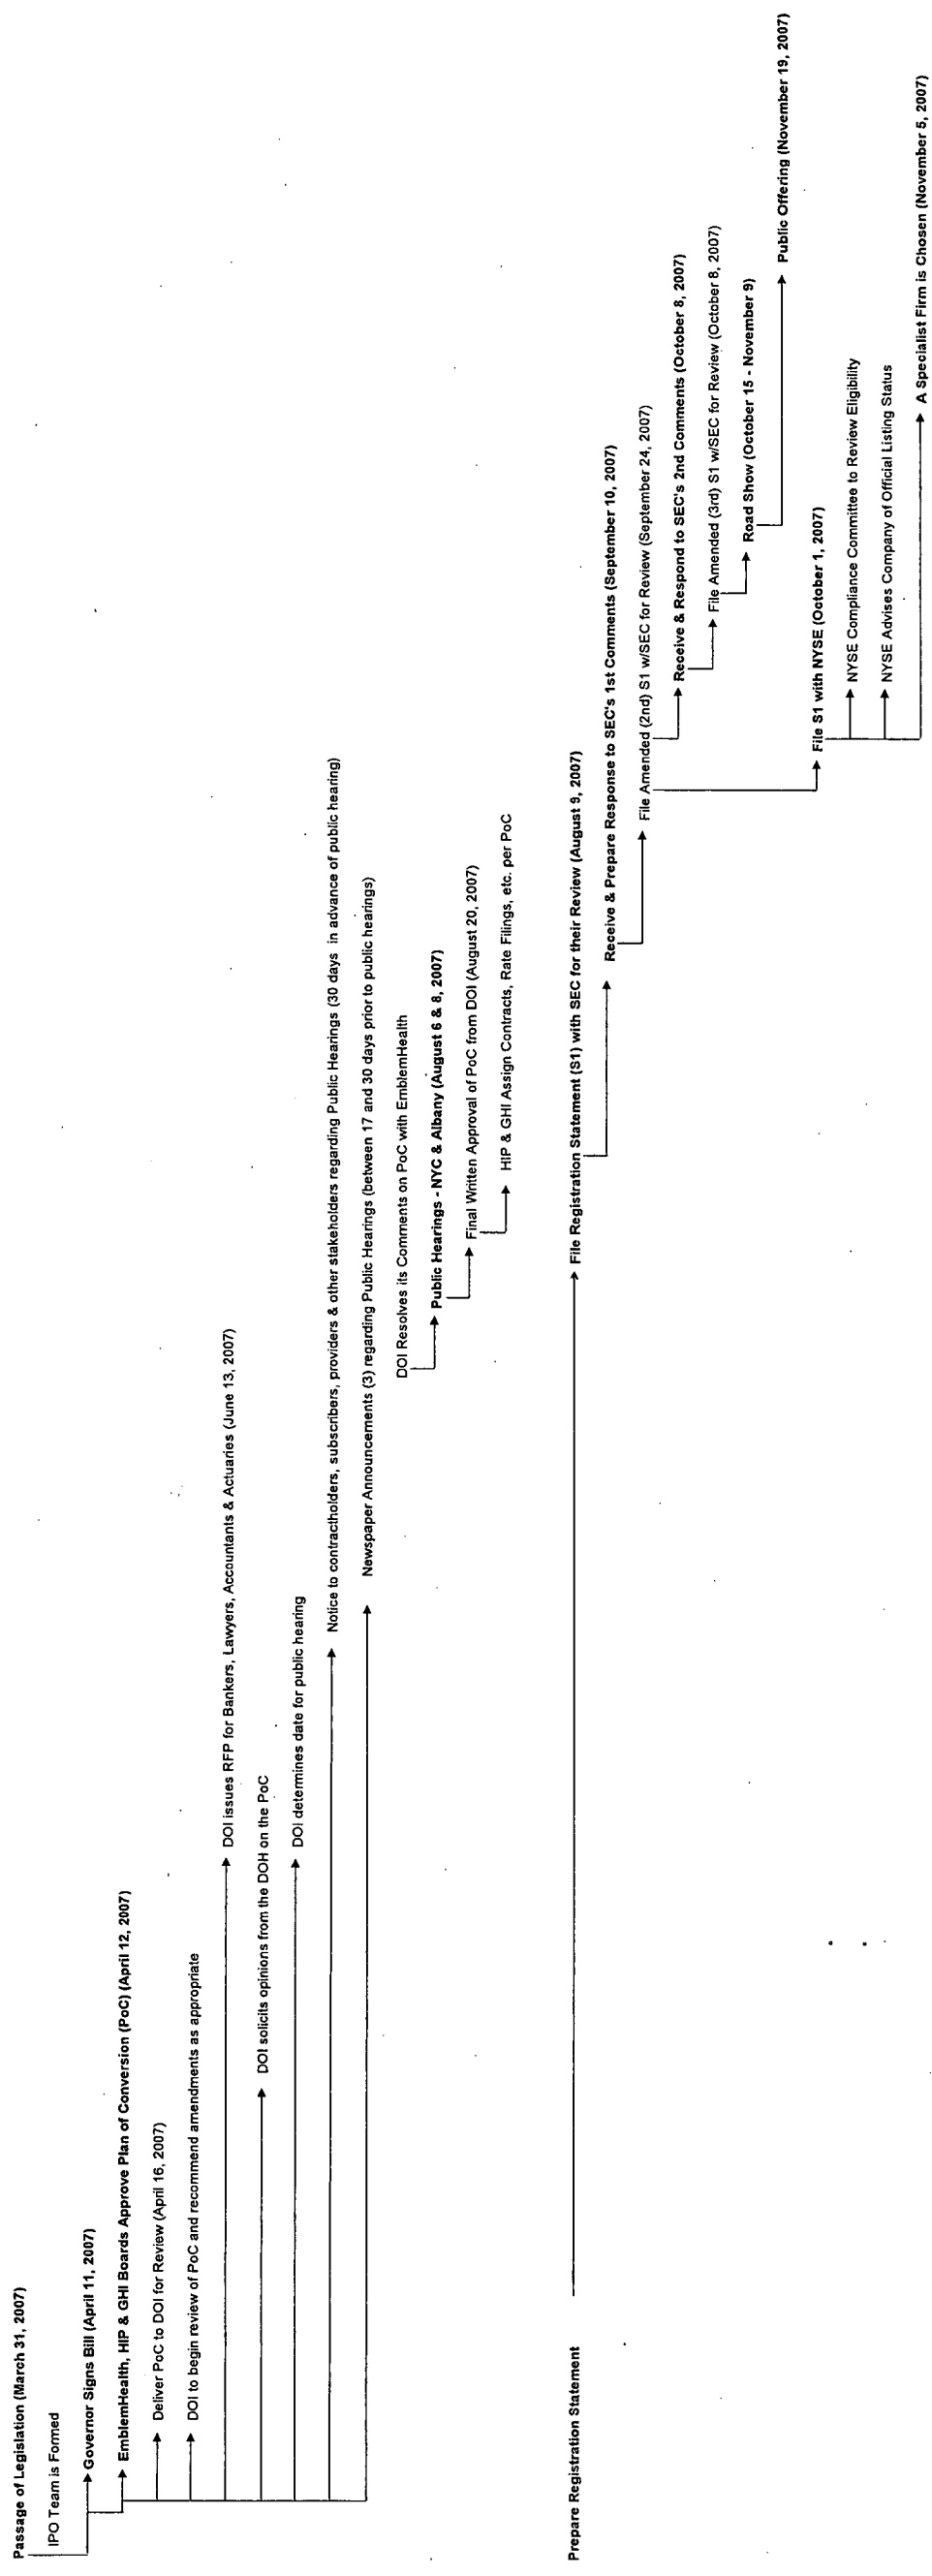 Passage of Legislation (March 31, 2007)
IPO Team is Formed
Governor Signs Bill (April 11, 2007)
EmblemHealth, HIP & GHI Boards Approve Plan of Conversion (PoC) (April 12, 2007)
Deliver PoC to DOI for Review (April 16, 2007)
DOI to begin review of PoC and recommend amendments as appropriate
DOI issues RFP for Bankers, Lawyers, Accountants & Actuaries (June 13, 2007)
DOI solicits opinions from the DOH on the PoC
DOI determines date for public hearing
Notice to contractholders, subscribers, providers & other stakeholders regarding Public Hearings (30 days in advance of public hearing)
Newspaper Announcements (3) regarding Public Hearings (between 17 and 30 days prior to public hearings)
DOI Resolves its Comments on PoC with EmblemHealth
Public Hearings - NYC & Albany (August 6 & 8, 2007)
Final Written Approval of PoC from DOI (August 20, 2007)
HIP & GHI Assign Contracts, Rate Filings, etc. per PoC
Prepare Registration Statement
File Registration Statement (S1) with SEC for their Review (August 9, 2007)
Receive & Prepare Response to SEC's 1st Comments (September 10, 2007)
File Amended (2nd) S1 w/SEC for Review (September 24, 2007)
Receive & Respond to SEC's 2nd Comments (October 8, 2007)
File Amended (3rd) S1 w/SEC for Review (October 8, 2007)
Road Show (October 15 - November 9)
Public Offering (November 19, 2007)
File S1 with NYSE (October 1, 2007)
NYSE Compliance Committee to Review Eligibility
NYSE Advises Company of Official Listing Status
A Specialist Firm is Chosen (November 5, 2007)